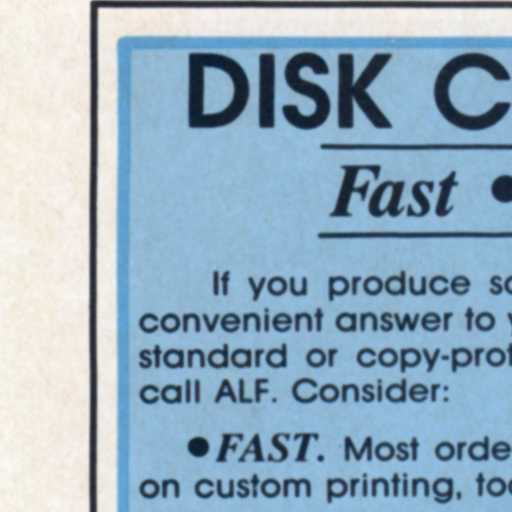 DISK C
Fast •
If you produce so
convenient answer to y
standard or copy-prot
call ALF. Consider:
• FAST. Most orde
on custom printing, too